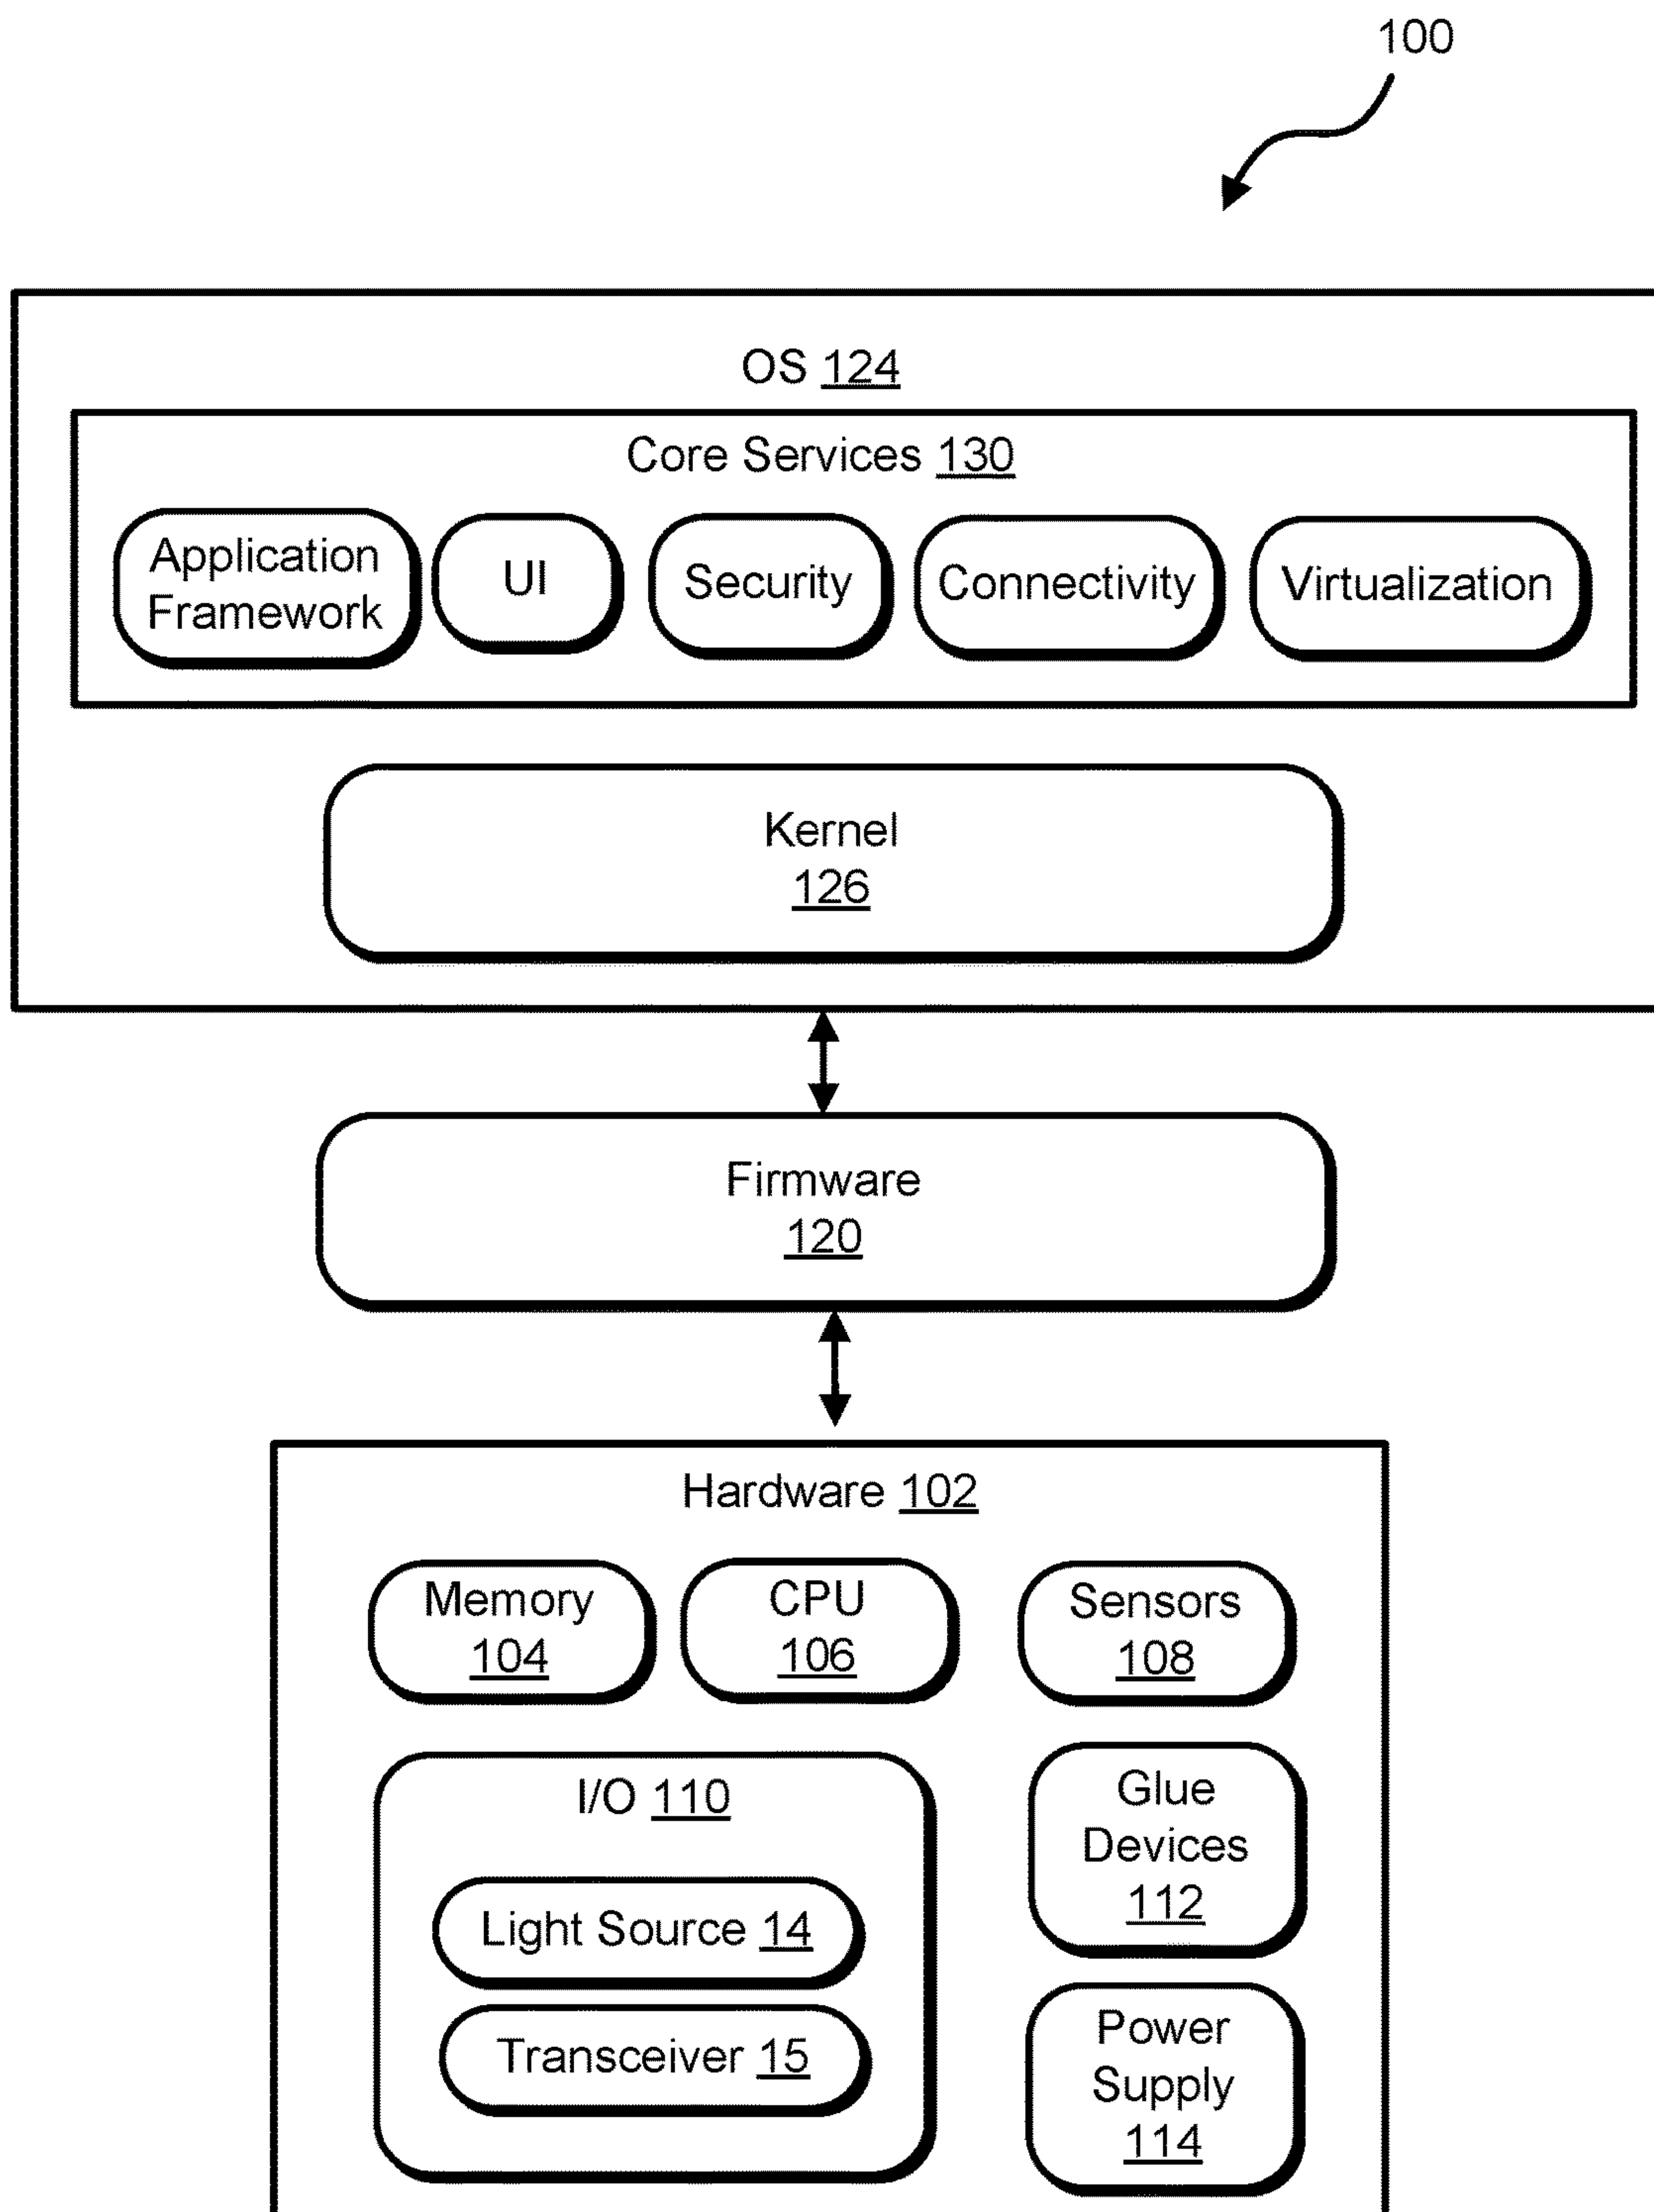 100
OS 124
Core Services 130
Application
Framework
UI
Security
Connectivity
Virtualization
Kernel
126
Firmware
120
Hardware 102
Memory
104
CPU
106
Sensors
108
I/O 110
Light Source 14
Transceiver 15
Glue
Devices
112
Power
Supply
114